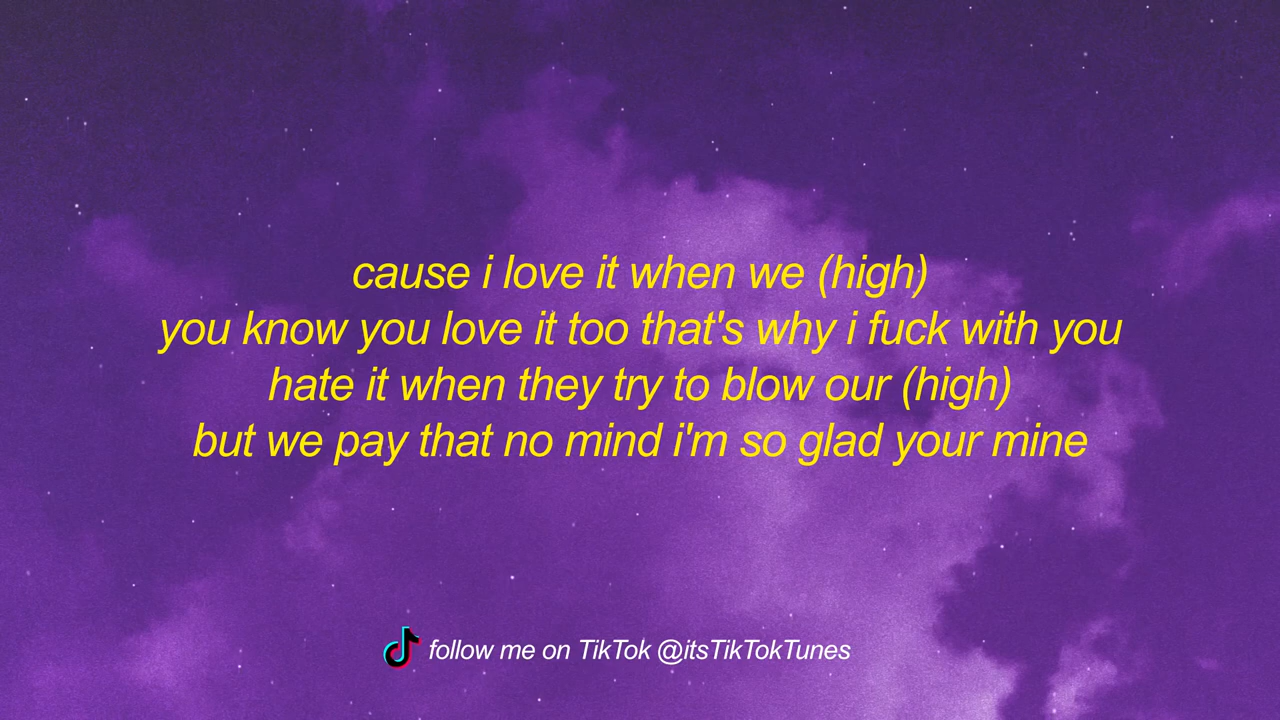 cause i love it when we (high)
you know you love it too that's why i fuck with you
hate it when they try to blow our (high)
but we pay that no mind i'm so glad your mine
follow me on TikTok @itsTikTokTunes